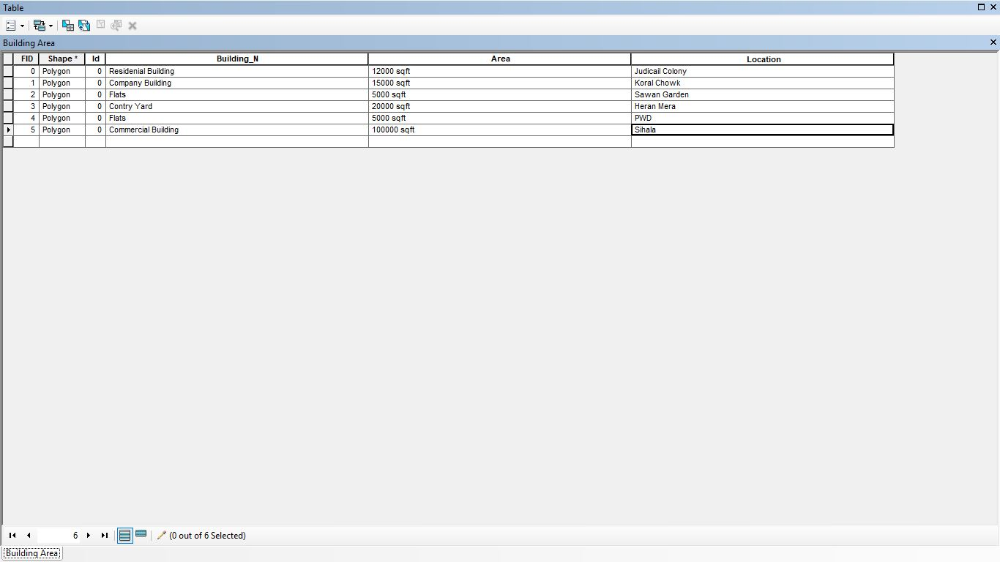 Table
Building Area
FID Shape * Id Building_N Area Location
0 Polygon 0 Residenial Building 12000 sqft Judicail Colony
1 Polygon 0 Company Building 15000 sqft Koral Chowk
2 Polygon 0 Flats 5000 sqft Sawan Garden
3 Polygon 0 Contry Yard 20000 sqft Heran Mera
4 Polygon 0 Flats 5000 sqft PWD
5 Polygon 0 Commercial Building 100000 sqft Sihala
6 (0 out of 6 Selected)
Building Area